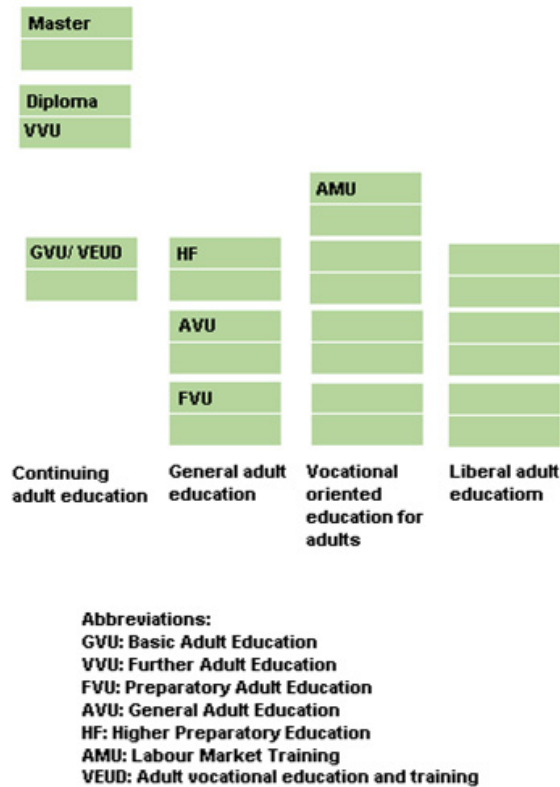 Master
Diploma
VVU
AMU
GVU/ VEUD
HF
AVU
FVU
Continuing
adult education
General adult
education
Vocational
oriented
education for
adults
Liberal adult
educatiom
Abbreviations:
GVU: Basic Adult Education
VVU: Further Adult Education
FVU: Preparatory Adult Education
AVU: General Adult Education
HF: Higher Preparatory Education
AMU: Labour Market Training
VEUD: Adult vocational education and training